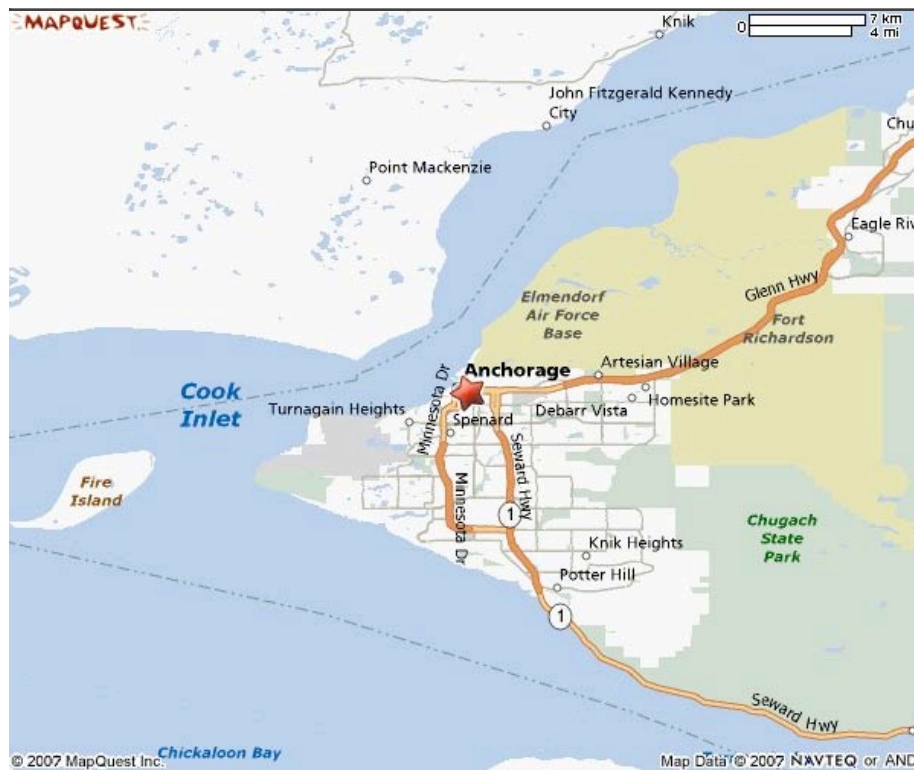 MAPQUEST
Knik
0 7 km
4 mi
John Fitzgerald Kennedy
City
Chu
Point Mackenzie
Eagle Riv
Glenn Hwy
Elmendorf
Air Force
Base
Fort
Richardson
Artesian Village
Anchorage
Minnesota Dr
Cook
Inlet
Turnagain Heights
Spenard
Debarr Vista
Homesite Park
Seward Hwy
Fire
Island
Minnesota Dr
1
Chugach
State
Park
Knik Heights
Potter Hill
1
Seward Hwy
Chickaloon Bay
© 2007 MapQuest Inc.
Map Data © 2007 NAVTEQ or AND